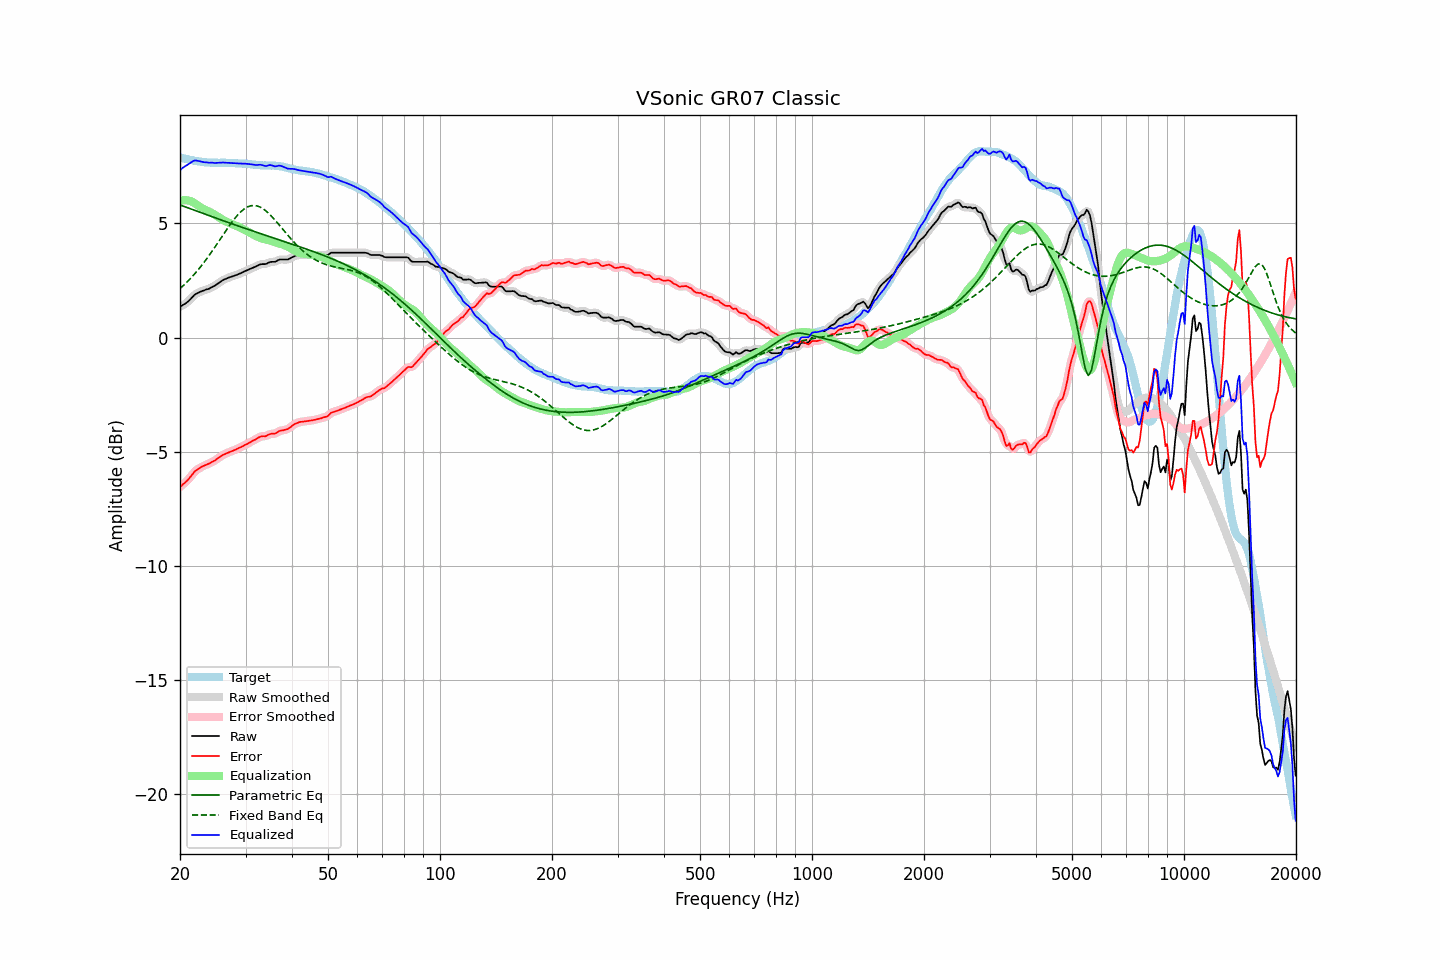 VSonic GR07 Classic
Amplitude (dBr)
5
0
−5
−10
−15
−20
Target
Raw Smoothed
Error Smoothed
Raw
Error
Equalization
Parametric Eq
Fixed Band Eq
Equalized
20 50 100 200 500 1000 2000 5000 10000 20000
Frequency (Hz)